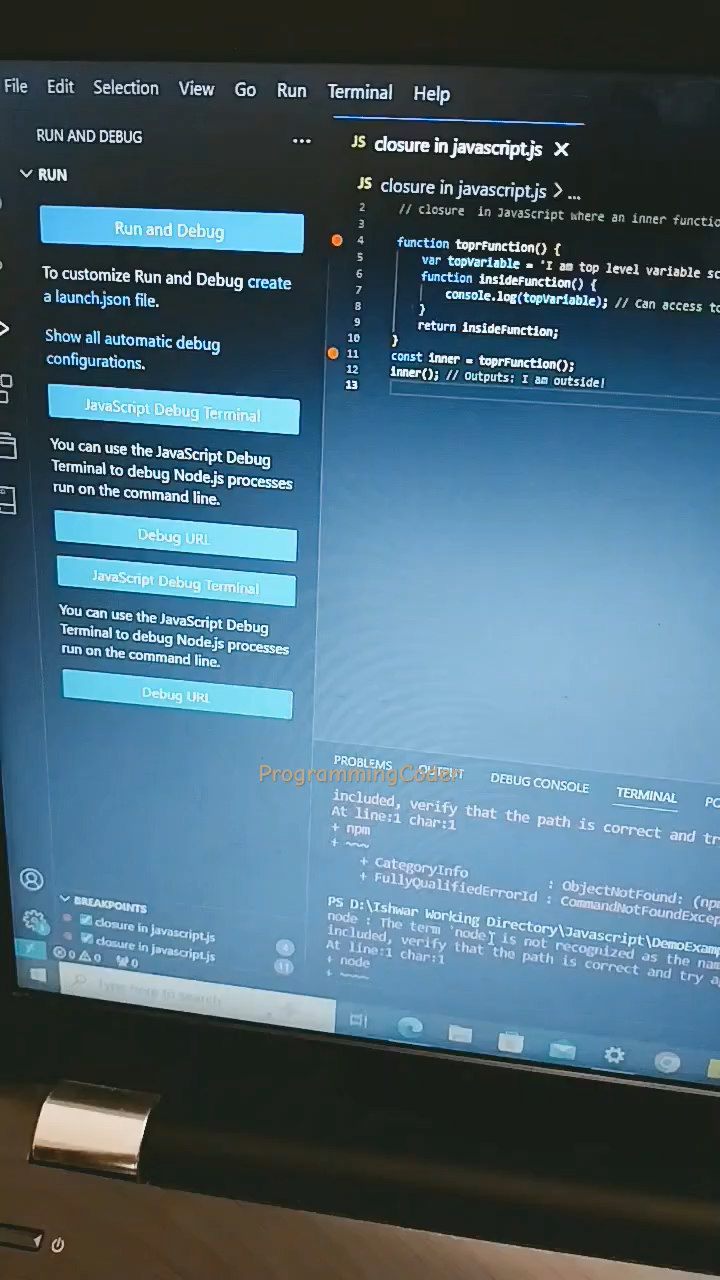 File Edit Selection View Go Run Terminal Help
RUN AND DEBUG ...
RUN
Run and Debug
To customize Run and Debug create
a launch.json file.
Show all automatic debug
configurations.
JavaScript Debug Terminal
You can use the JavaScript Debug
Terminal to debug Node.js processes
run on the command line.
Debug URL
JavaScript Debug Terminal
You can use the JavaScript Debug
Terminal to debug Node.js processes
run on the command line.
Debug URL
JS closure in javascript.js X
JS closure in javascript.js > ...
2 // closure in JavaScript where an inner functio
3
4 function toprFunction() {
5 var topVariable = 'I am top level variable sc
6 function insideFunction() {
7 console.log(topVariable); // Can access to
8 }
9 return insideFunction;
10 }
11 const inner = toprFunction();
12 inner(); // Outputs: I am outside!
13
ProgrammingCoder
PROBLEMS OUTPUT DEBUG CONSOLE TERMINAL PO
included, verify that the path is correct and tr
At line:1 char:1
+ npm
+ ~~~
+ CategoryInfo : ObjectNotFound: (np
+ FullyQualifiedErrorId : CommandNotFoundExcep
PS D:\Ishwar Working Directory\Javascript\DemoExamp
node : The term 'node' is not recognized as the nam
included, verify that the path is correct and try a
At line:1 char:1
+ node
+ ~~~~
BREAKPOINTS
closure in javascript.js 4
closure in javascript.js 11
0 0 0
Type here to search